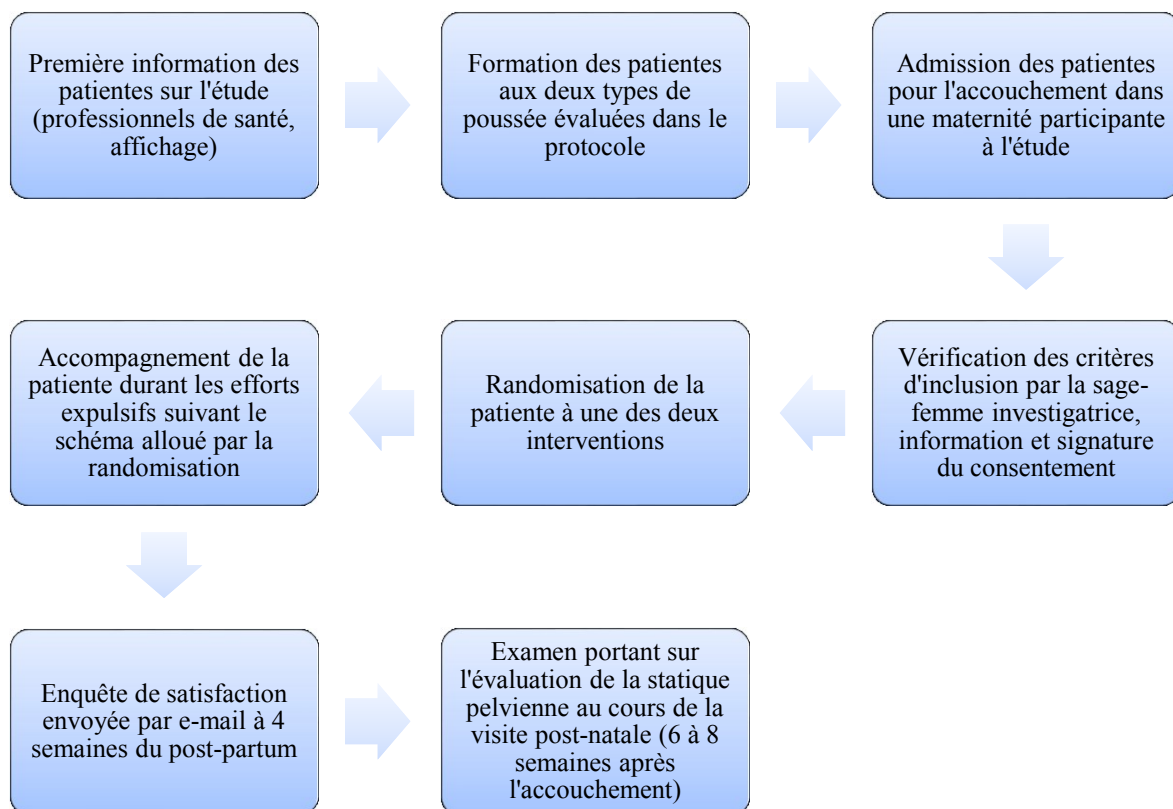 Première information des
patientes sur l'étude
(professionnels de santé,
affichage)
Formation des patientes
aux deux types de
poussée évaluées dans le
protocole
Admission des patientes
pour l'accouchement dans
une maternité participante
à l'étude
Vérification des critères
d'inclusion par la sage-
femme investigatrice,
information et signature
du consentement
Randomisation de la
patiente à une des deux
interventions
Accompagnement de la
patiente durant les efforts
expulsifs suivant le
schéma alloué par la
randomisation
Enquête de satisfaction
envoyée par e-mail à 4
semaines du post-partum
Examen portant sur
l'évaluation de la statique
pelvienne au cours de la
visite post-natale (6 à 8
semaines après
l'accouchement)